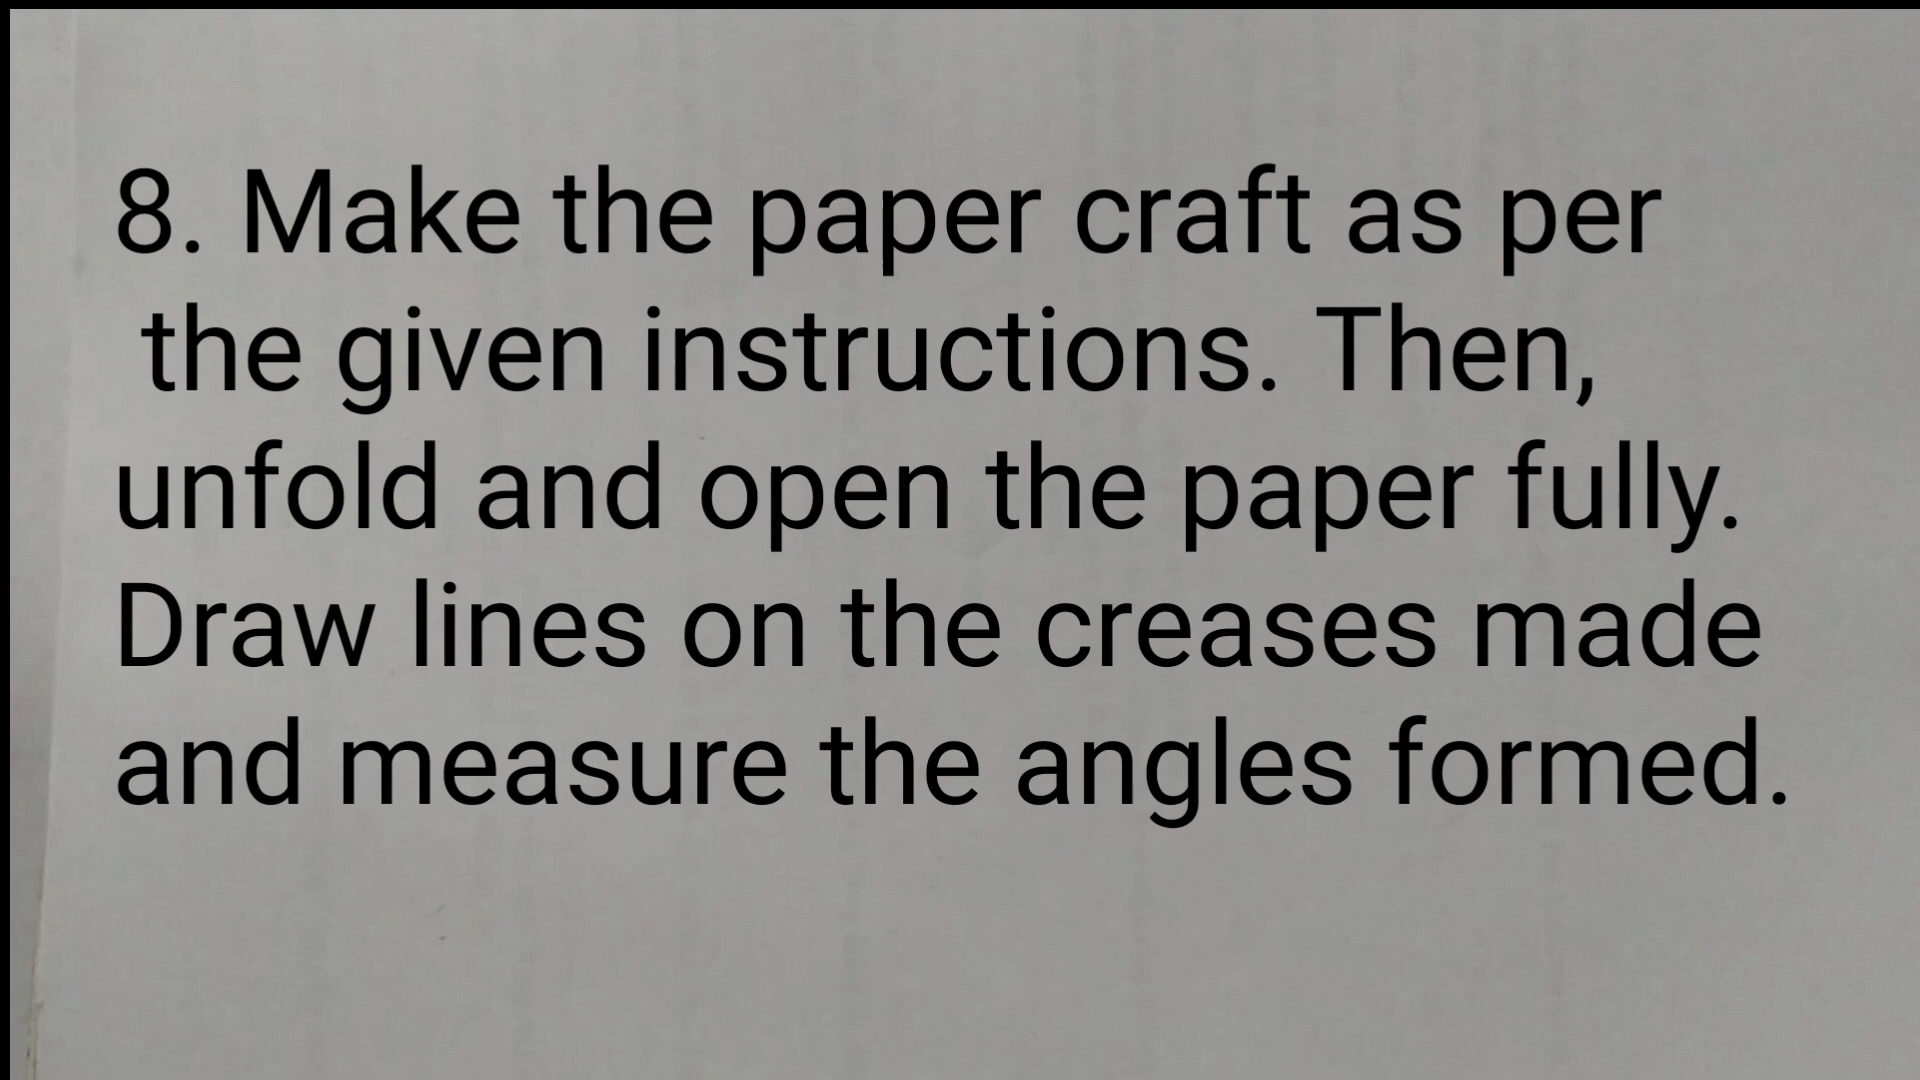 8. Make the paper craft as per
the given instructions. Then,
unfold and open the paper fully.
Draw lines on the creases made
and measure the angles formed.